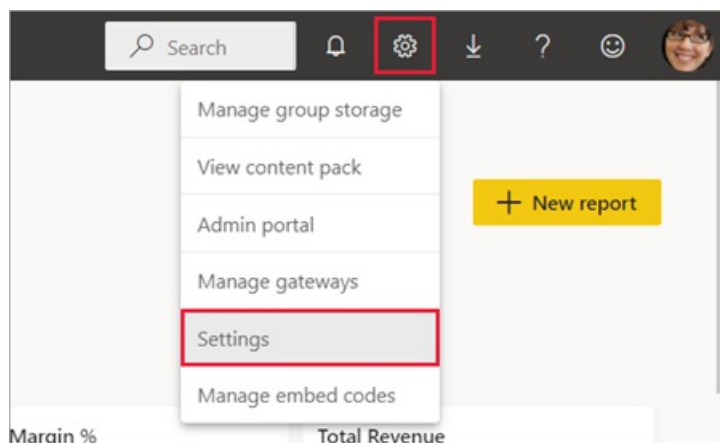 Search
?
Manage group storage
View content pack
+ New report
Admin portal
Manage gateways
Settings
Manage embed codes
Margin %
Total Revenue